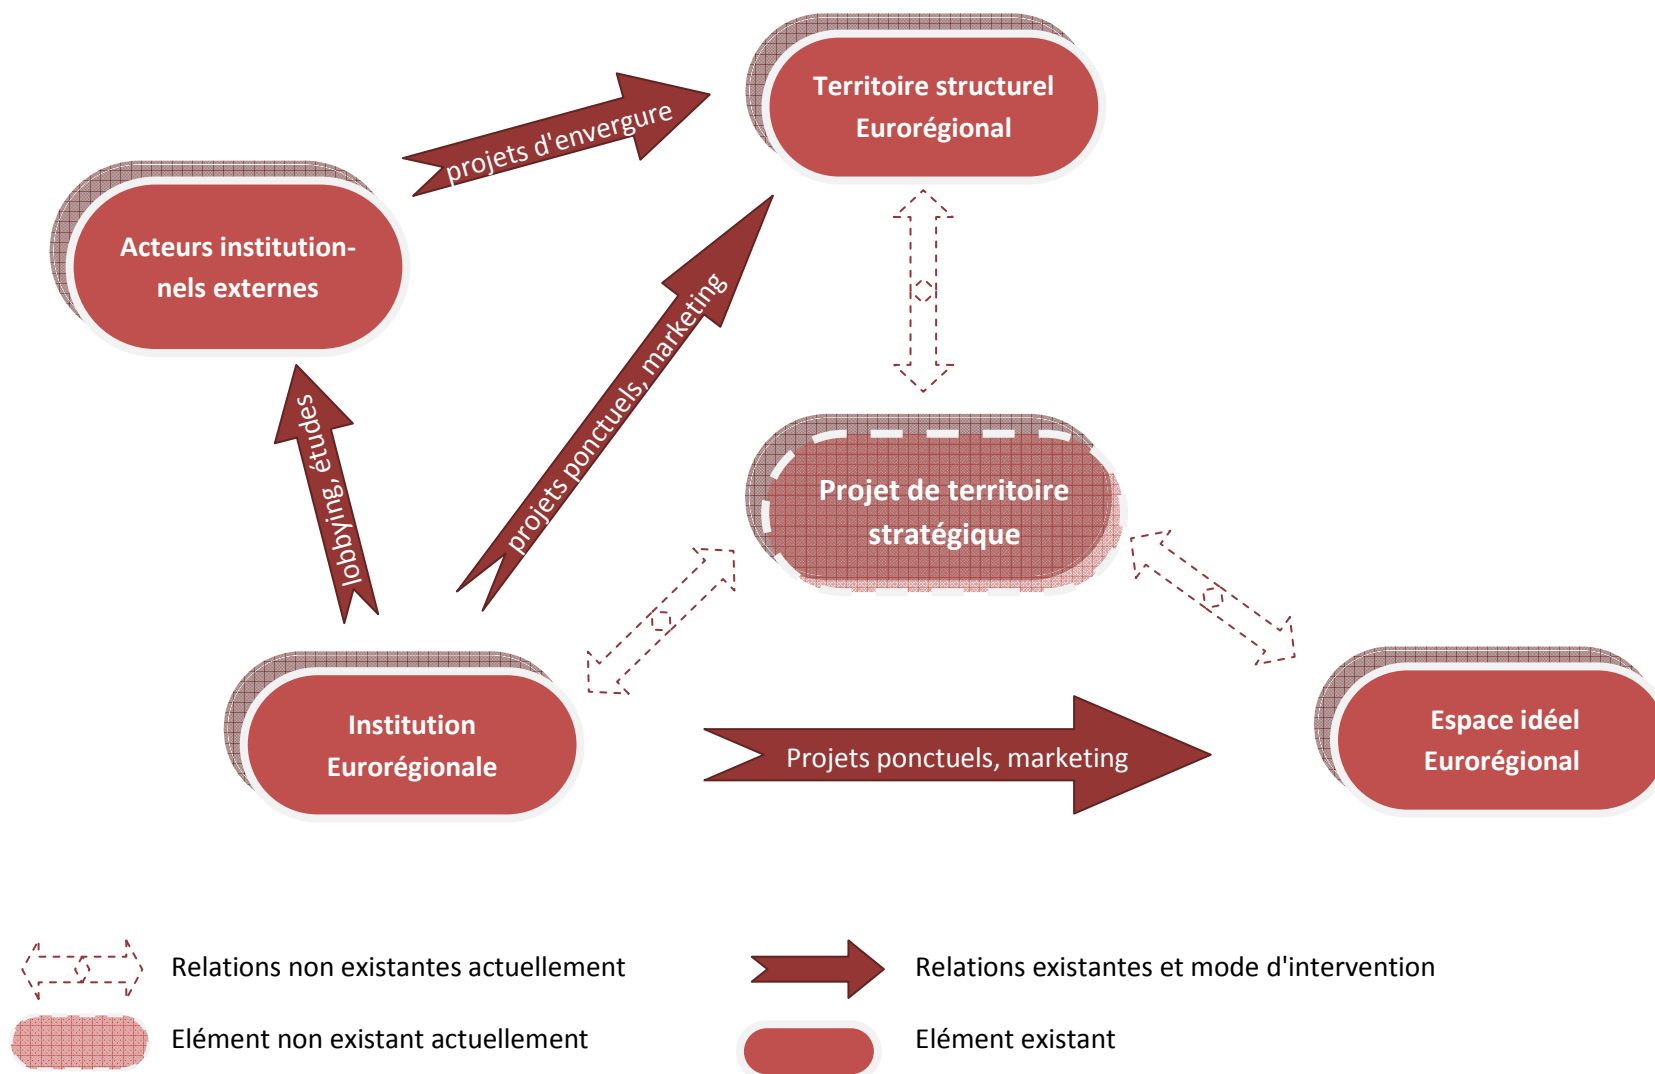 Territoire structurel
Eurorégional
projets d'envergure
Acteurs institution-
nels externes
projets ponctuels, marketing
lobbying, études
Projet de territoire
stratégique
Institution
Eurorégionale
Projets ponctuels, marketing
Espace idéel
Eurorégional
Relations non existantes actuellement
Relations existantes et mode d'intervention
Elément non existant actuellement
Elément existant